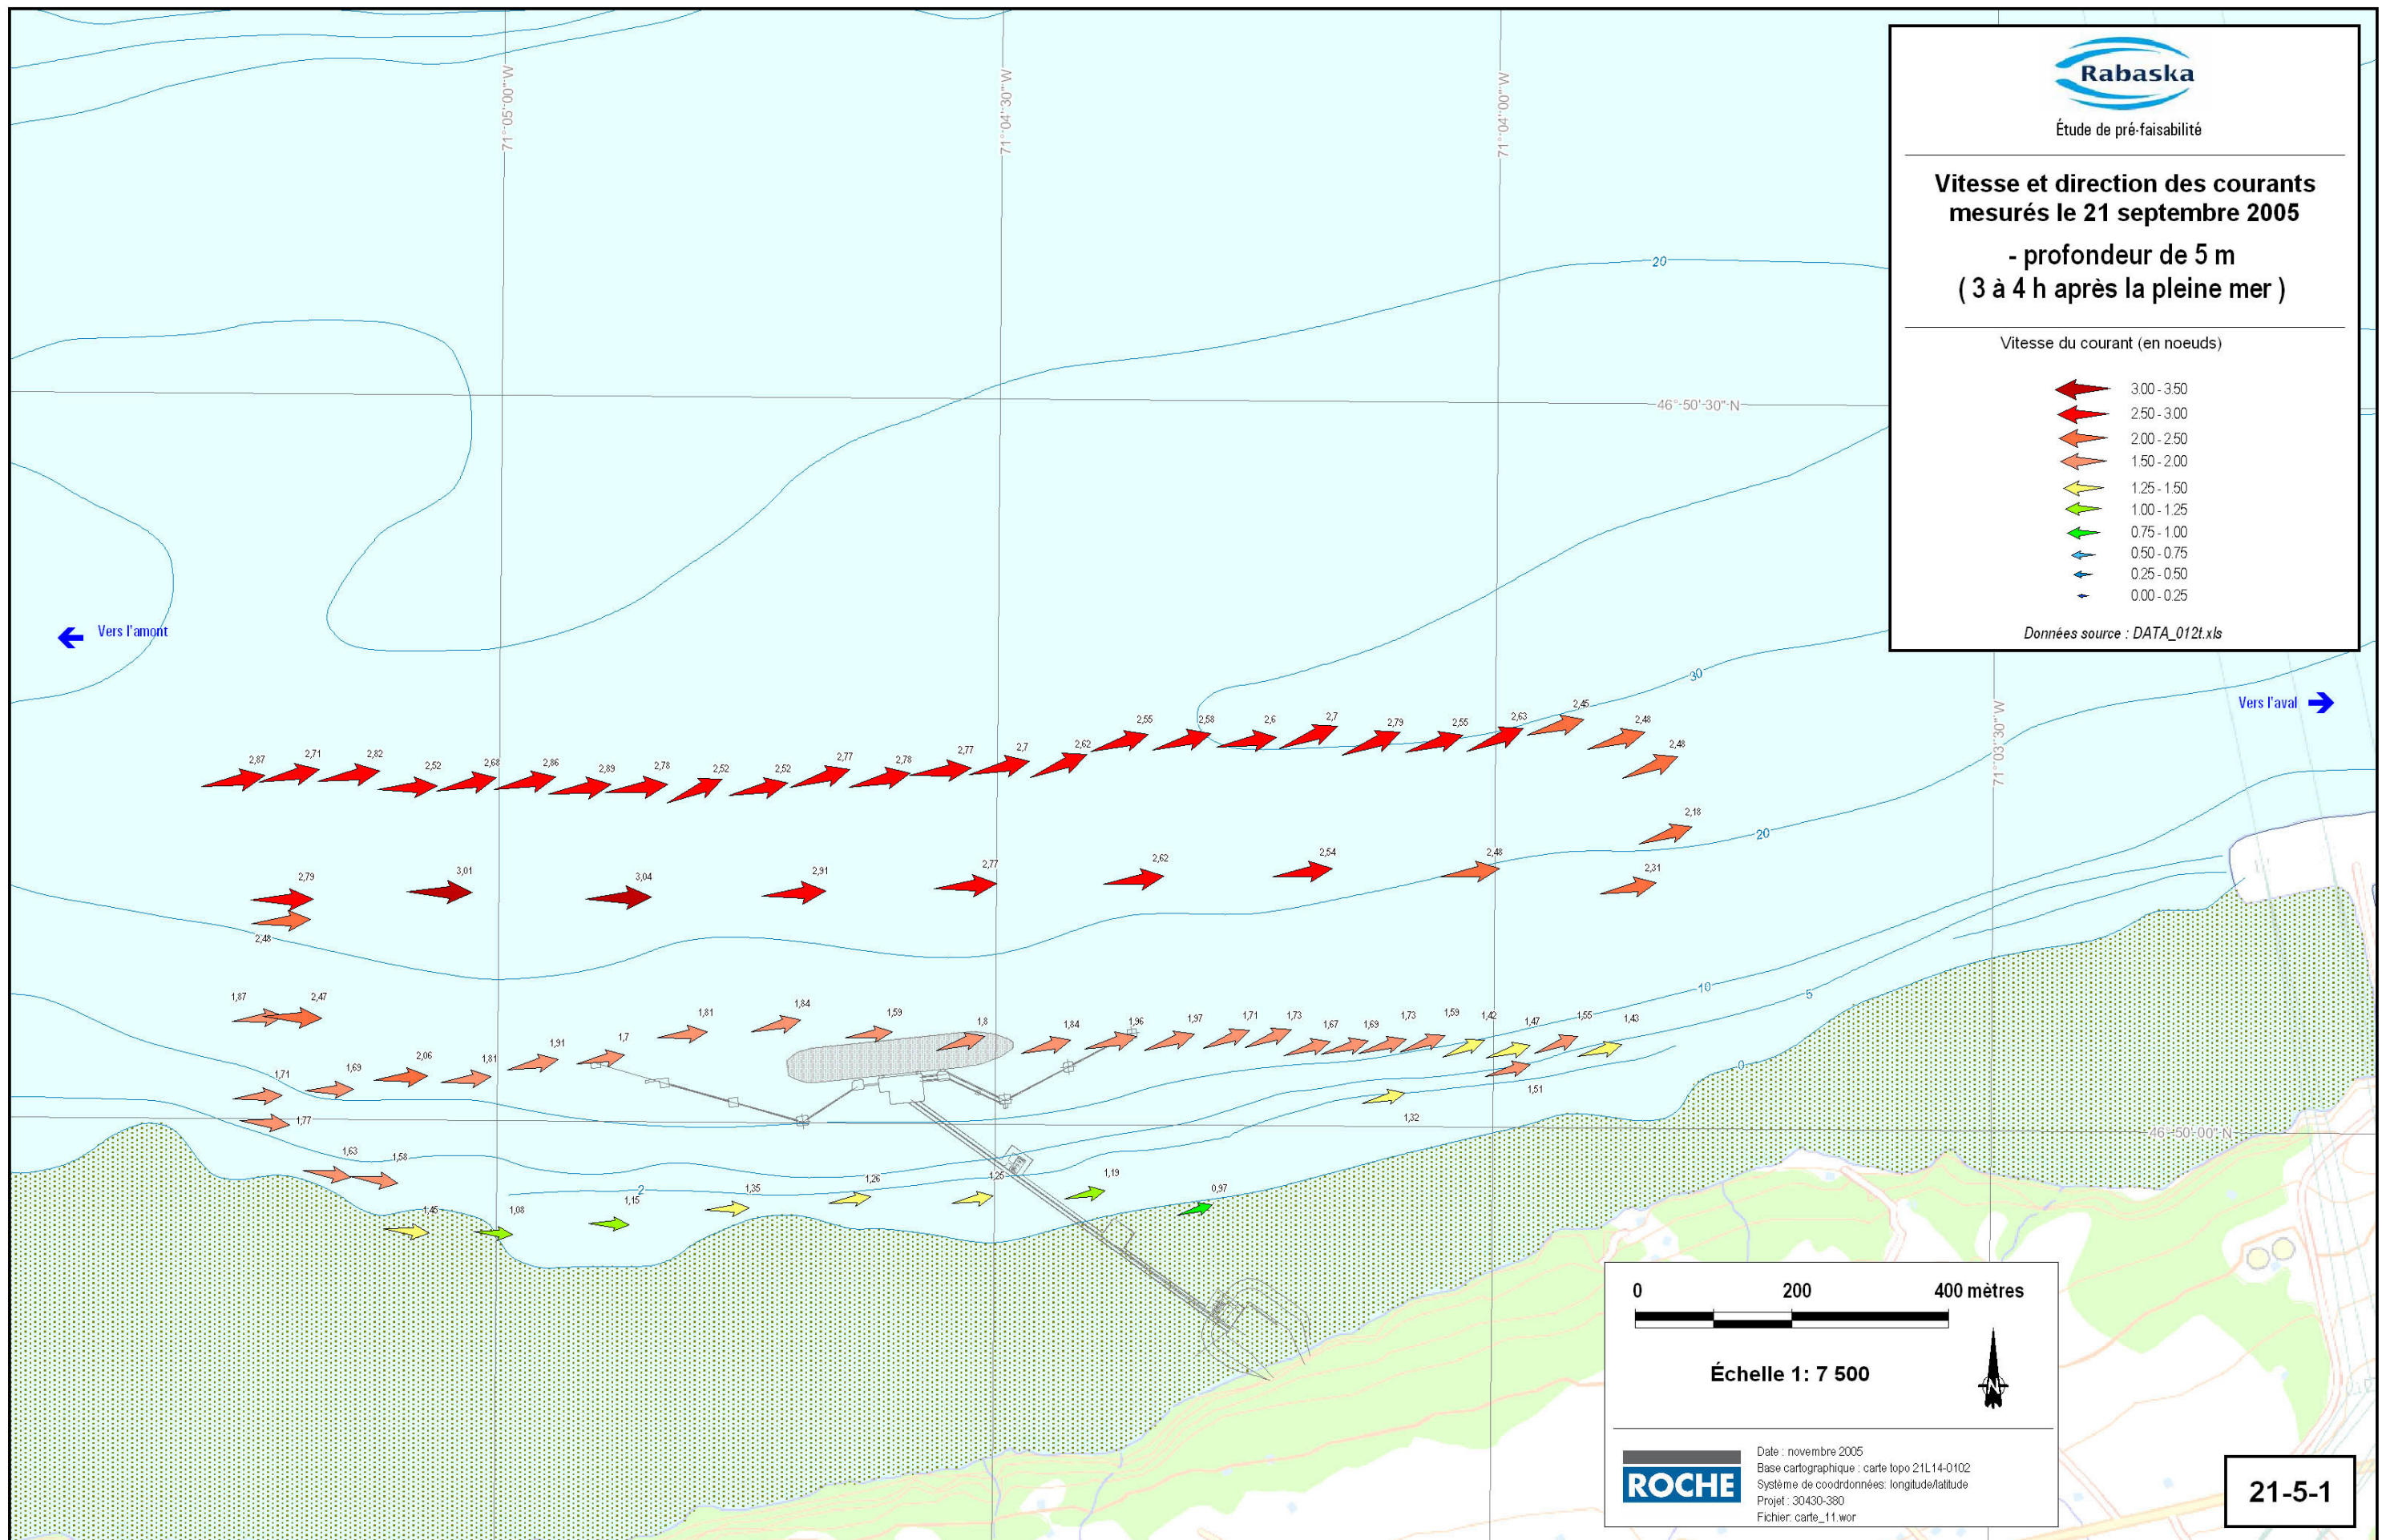 Rabaska
Étude de pré-faisabilité
Vitesse et direction des courants
mesurés le 21 septembre 2005
- profondeur de 5 m
( 3 à 4 h après la pleine mer )
Vitesse du courant (en noeuds)
3.00 - 3.50
2.50 - 3.00
2.00 - 2.50
1.50 - 2.00
1.25 - 1.50
1.00 - 1.25
0.75 - 1.00
0.50 - 0.75
0.25 - 0.50
0.00 - 0.25
Données source : DATA_012t.xls
71°05'00" W
71°04'30" W
71°04'00" W
71°03'30" W
20
46°50'30" N
Vers l'amont
30
Vers l'aval
2,87
2,71
2,82
2,52
2,68
2,86
2,89
2,78
2,52
2,52
2,77
2,78
2,77
2,7
2,62
2,55
2,58
2,6
2,7
2,79
2,55
2,63
2,45
2,48
2,48
2,18
20
2,79
3,01
3,04
2,91
2,77
2,62
2,54
2,48
2,31
2,48
1,87
2,47
10
5
1,81
1,84
1,59
1,8
1,84
1,96
1,97
1,71
1,73
1,67
1,69
1,73
1,59
1,42
1,47
1,55
1,43
1,71
1,69
2,06
1,81
1,91
1,7
0
1,51
1,32
1,77
46°50'00" N
1,63
1,58
2
1,45
1,08
1,15
1,35
1,26
1,25
1,19
0,97
0 200 400 mètres
Échelle 1: 7 500
N
ROCHE
Date : novembre 2005
Base cartographique : carte topo 21L14-0102
Système de coodrdonnées: longitude/latitude
Projet : 30430-380
Fichier: carte_11.wor
21-5-1